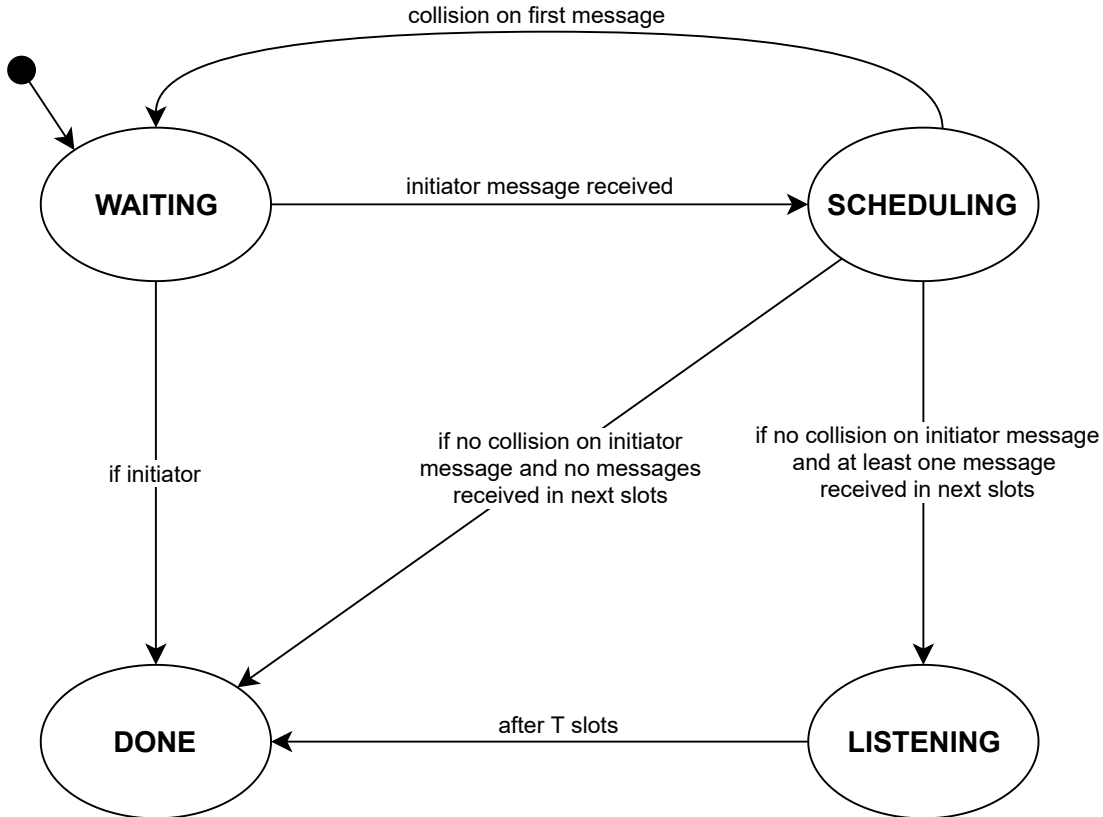 collision on first message
WAITING
initiator message received
SCHEDULING
if initiator
if no collision on initiator
message and no messages
received in next slots
if no collision on initiator message
and at least one message
received in next slots
DONE
after T slots
LISTENING